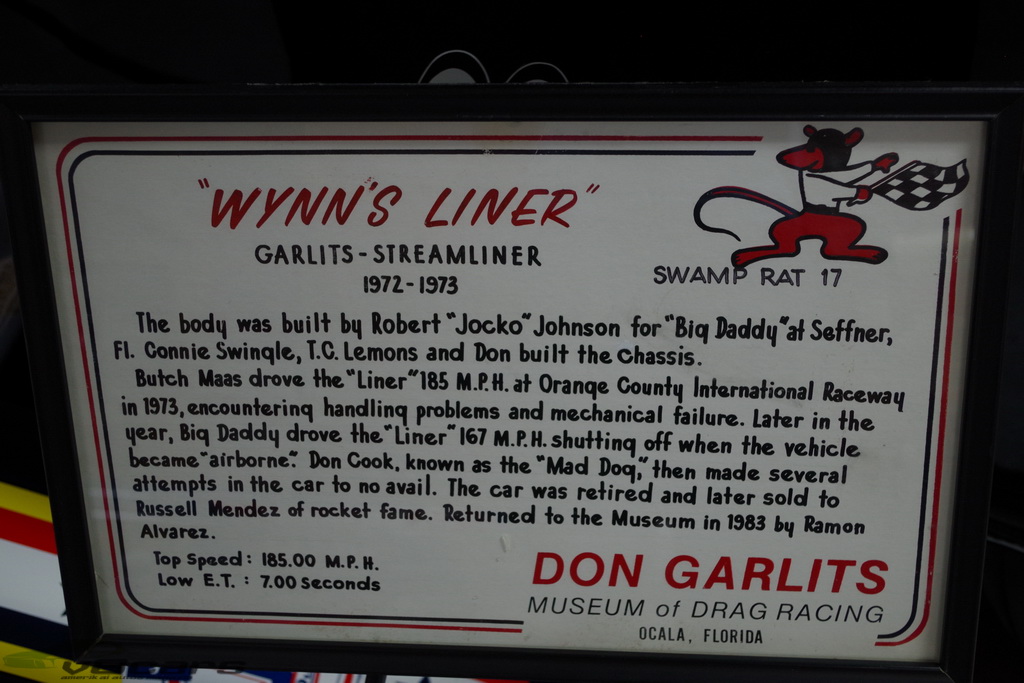 "WYNN'S LINER"
GARLITS-STREAMLINER
1972-1973
SWAMP RAT 17
The body was built by Robert "Jocko" Johnson for "Big Daddy" at Seffner,
Fl. Connie Swingle, T.C. Lemons and Don built the chassis.
Butch Maas drove the "Liner" 185 M.P.H. at Orange County International Raceway
in 1973, encountering handling problems and mechanical failure. Later in the
year, Big Daddy drove the "Liner" 167 M.P.H. shutting off when the vehicle
became "airborne". Don Cook, known as the "Mad Dog," then made several
attempts in the car to no avail. The car was retired and later sold to
Russell Mendez of rocket fame. Returned to the Museum in 1983 by Ramon
Alvarez.
Top Speed: 185.00 M.P.H.
Low E.T. : 7.00 seconds
DON GARLITS
MUSEUM of DRAG RACING
OCALA, FLORIDA